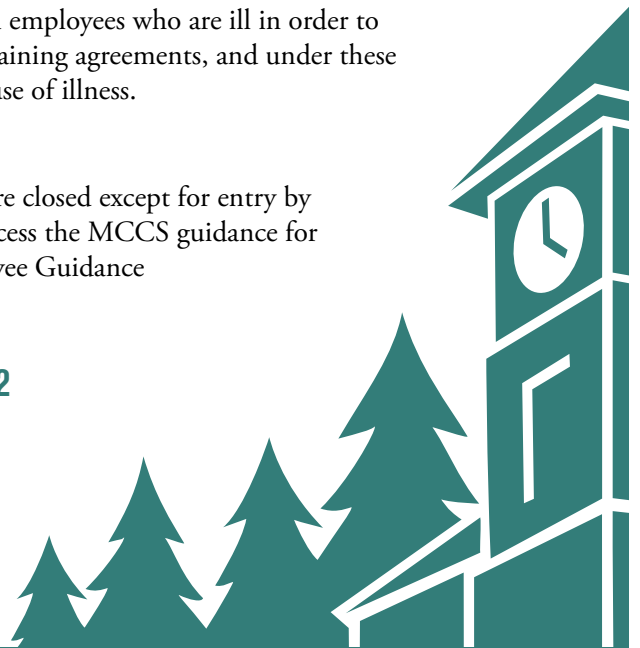 employees who are ill in order to
aining agreements, and under these
se of illness.
re closed except for entry by
cess the MCCS guidance for
yee Guidance
2